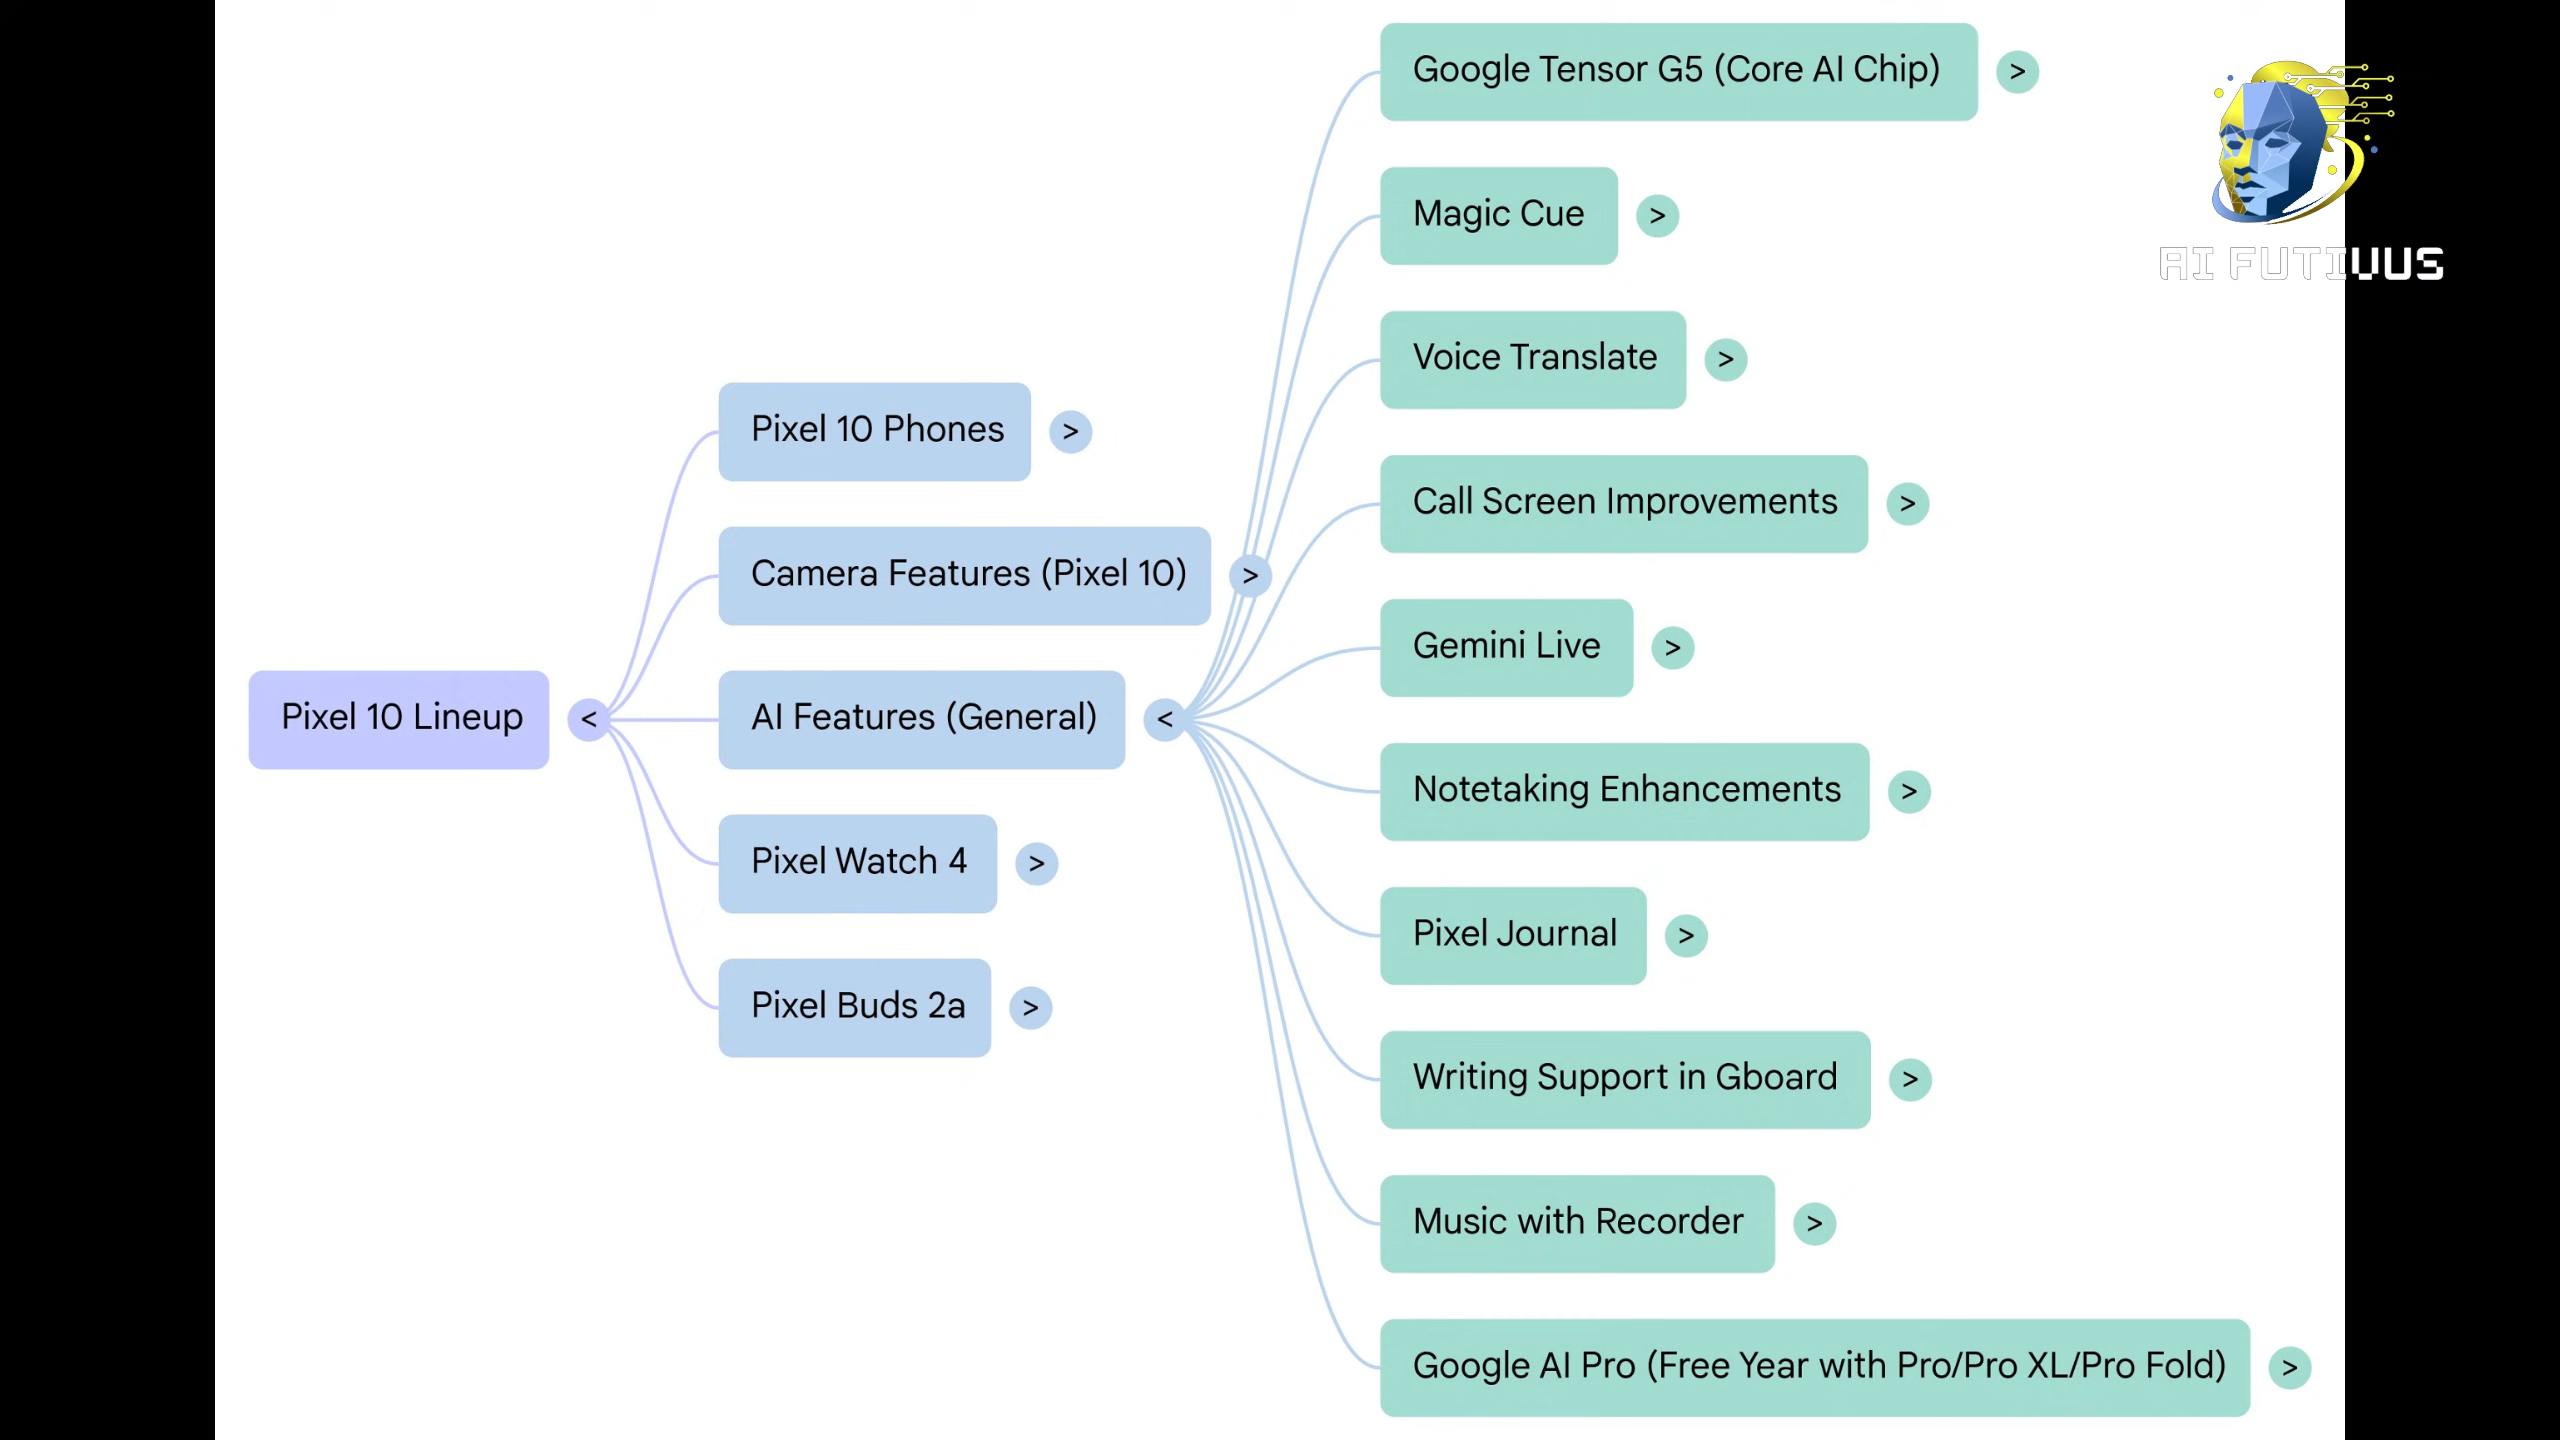 Pixel 10 Lineup
<
Pixel 10 Phones
>
Camera Features (Pixel 10)
>
AI Features (General)
<
Pixel Watch 4
>
Pixel Buds 2a
>
Google Tensor G5 (Core AI Chip)
>
Magic Cue
>
Voice Translate
>
Call Screen Improvements
>
Gemini Live
>
Notetaking Enhancements
>
Pixel Journal
>
Writing Support in Gboard
>
Music with Recorder
>
Google AI Pro (Free Year with Pro/Pro XL/Pro Fold)
>
AI FUTIVUS